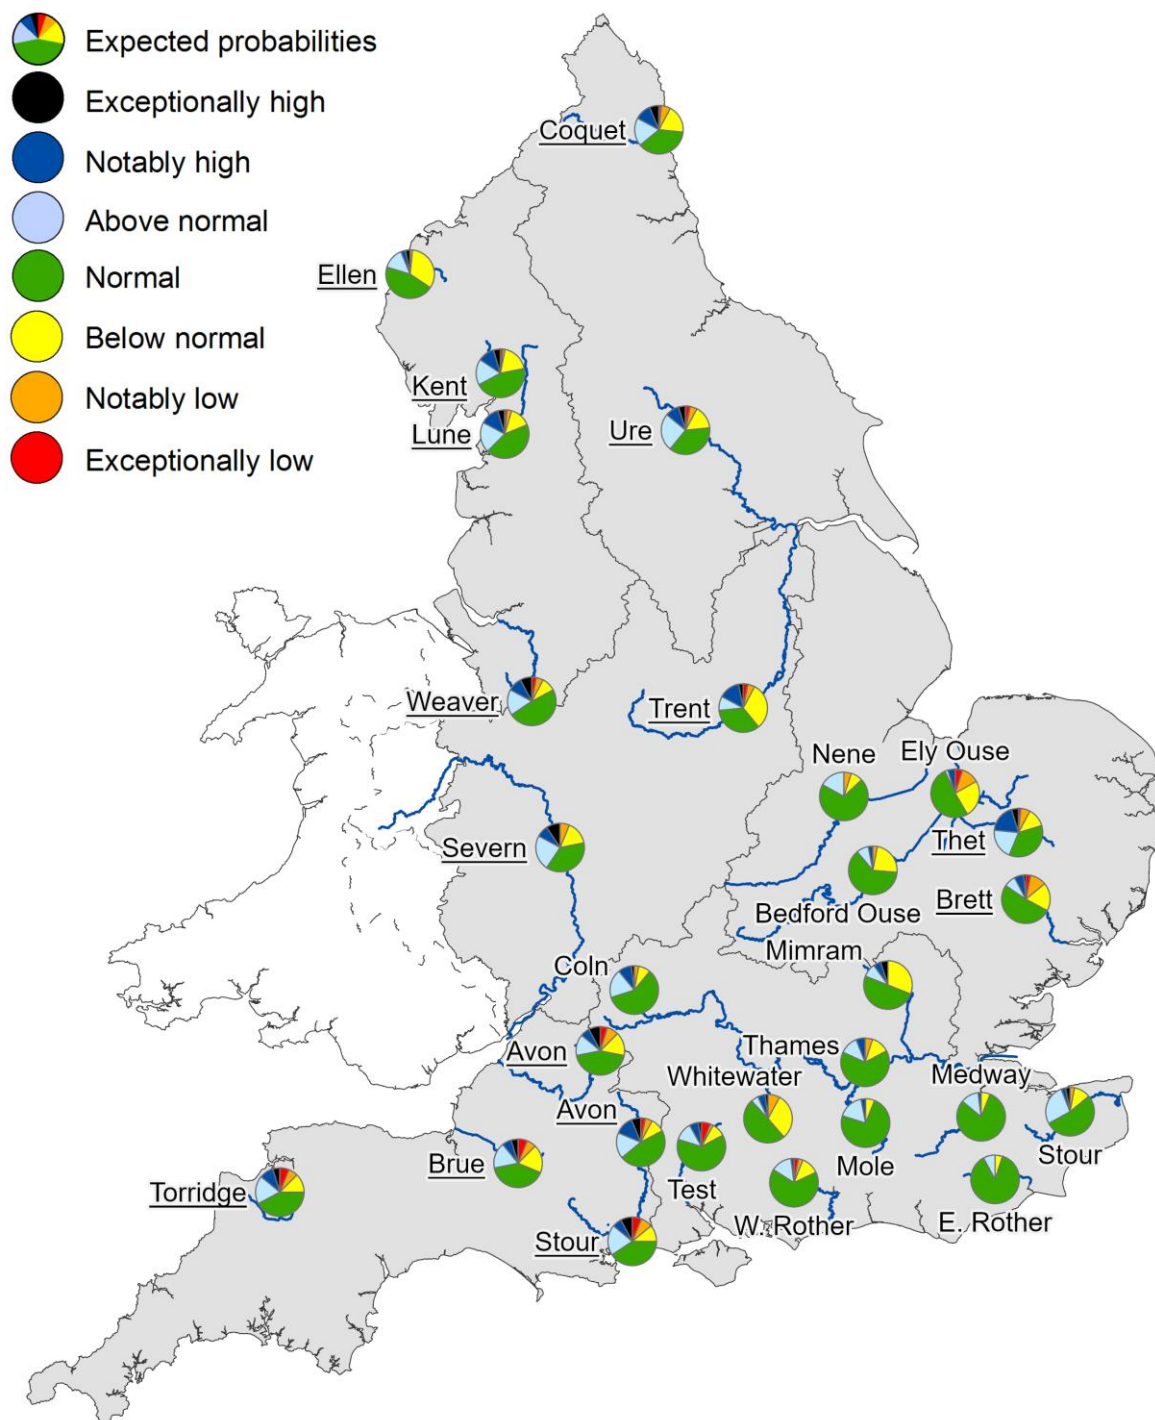 Expected probabilities
Exceptionally high
Notably high
Above normal
Normal
Below normal
Notably low
Exceptionally low
Coquet
Ellen
Kent
Lune
Ure
Weaver
Trent
Nene
Ely Ouse
Severn
Thet
Bedford Ouse
Brett
Mimram
Coln
Avon
Thames
Whitewater
Medway
Avon
Brue
Test
Mole
Stour
Torridge
W. Rother
E. Rother
Stour